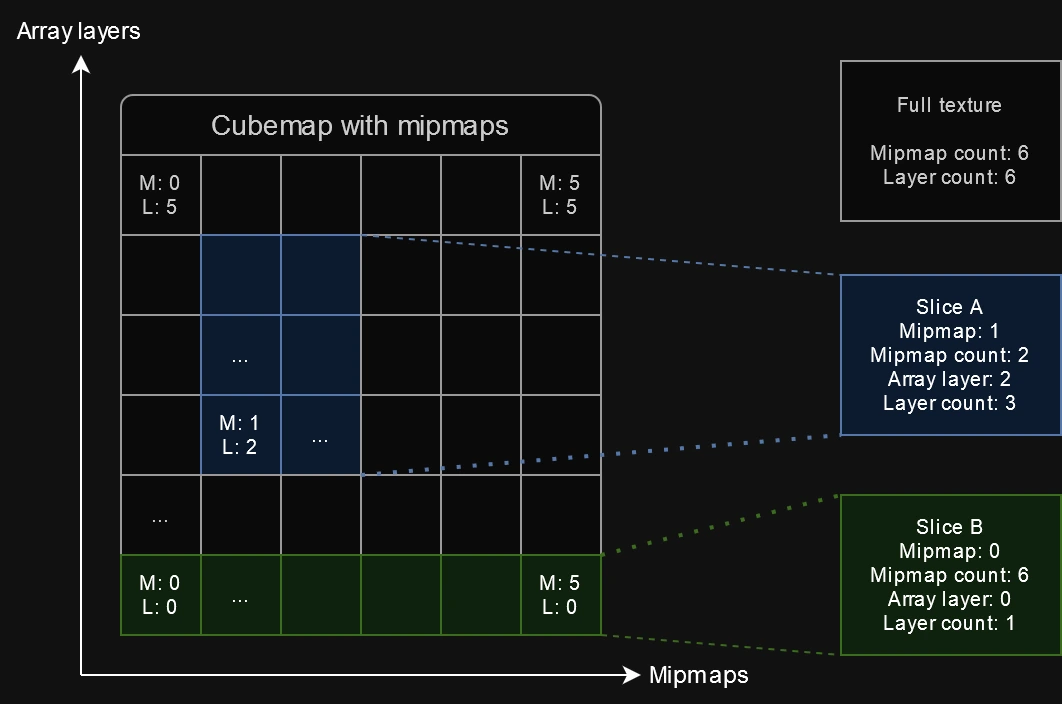 Array layers
Cubemap with mipmaps
M: 0
L: 5
M: 5
L: 5
...
M: 1
L: 2
...
...
M: 0
L: 0
...
M: 5
L: 0
Mipmaps
Full texture
Mipmap count: 6
Layer count: 6
Slice A
Mipmap: 1
Mipmap count: 2
Array layer: 2
Layer count: 3
Slice B
Mipmap: 0
Mipmap count: 6
Array layer: 0
Layer count: 1